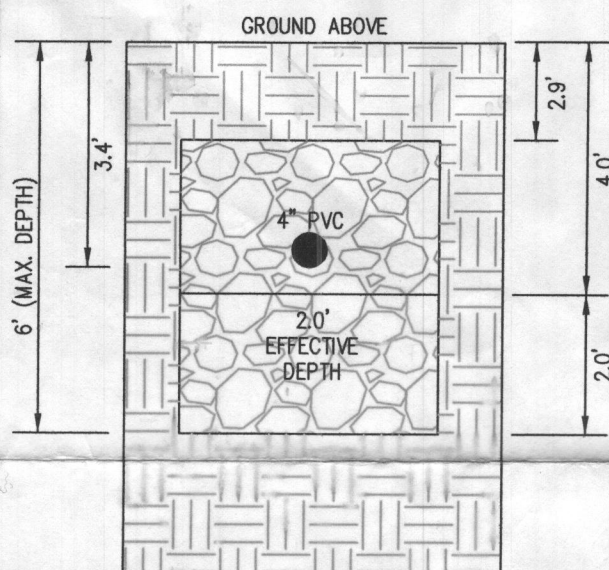 GROUND ABOVE
2.9'
3.4'
4.0'
6' (MAX. DEPTH)
4" PVC
2.0'
EFFECTIVE
DEPTH
2.0'